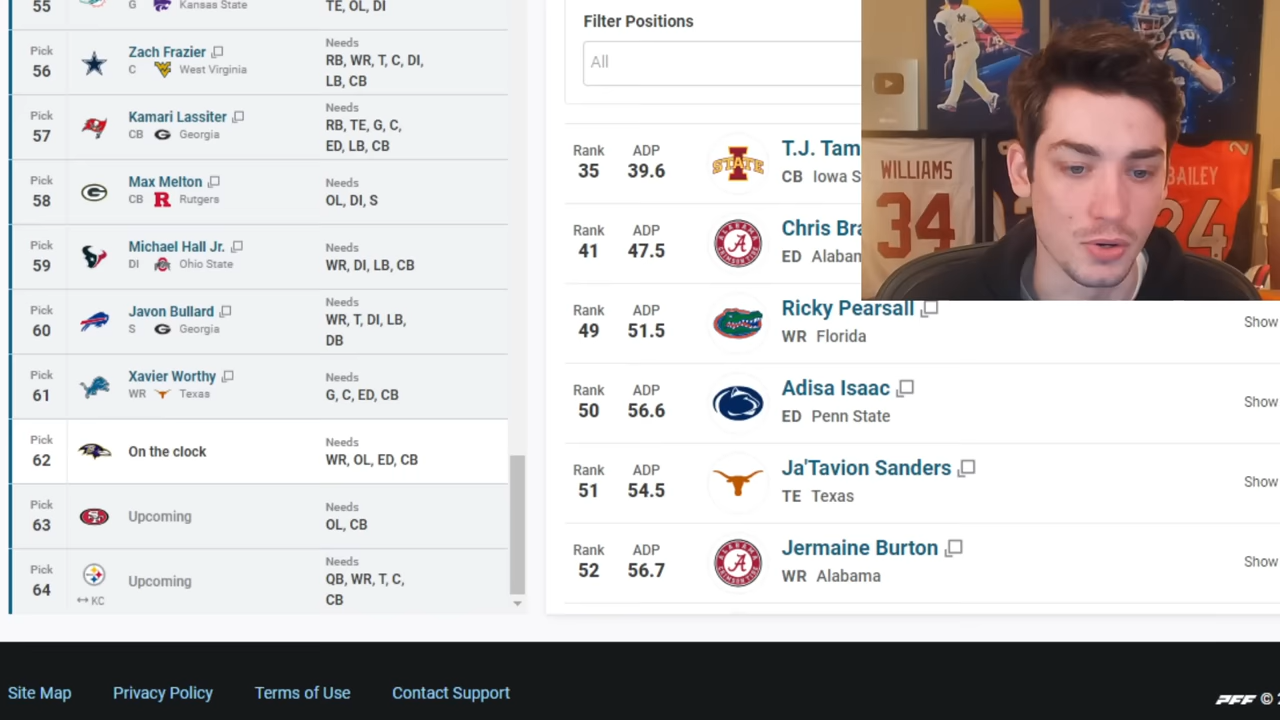 Pick
55
G Kansas State
TE, OL, DI
Pick
56
Zach Frazier
C West Virginia
Needs
RB, WR, T, C, DI,
LB, CB
Pick
57
Kamari Lassiter
CB Georgia
Needs
RB, TE, G, C,
ED, LB, CB
Pick
58
Max Melton
CB Rutgers
Needs
OL, DI, S
Pick
59
Michael Hall Jr.
DI Ohio State
Needs
WR, DI, LB, CB
Pick
60
Javon Bullard
S Georgia
Needs
WR, T, DI, LB,
DB
Pick
61
Xavier Worthy
WR Texas
Needs
G, C, ED, CB
Pick
62
On the clock
Needs
WR, OL, ED, CB
Pick
63
Upcoming
Needs
OL, CB
Pick
64
Upcoming
↔ KC
Needs
QB, WR, T, C,
CB
Filter Positions
All
Rank
35
ADP
39.6
STATE
T.J. Tam
CB Iowa S
Rank
41
ADP
47.5
Chris Bra
ED Alabam
Rank
49
ADP
51.5
Ricky Pearsall
WR Florida
Show
Rank
50
ADP
56.6
Adisa Isaac
ED Penn State
Show
Rank
51
ADP
54.5
Ja'Tavion Sanders
TE Texas
Show
Rank
52
ADP
56.7
Jermaine Burton
WR Alabama
Show
WILLIAMS
34
BAILEY
24
Site Map
Privacy Policy
Terms of Use
Contact Support
PFF ©